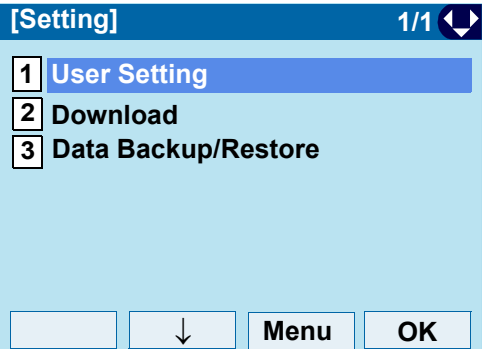 [Setting] 1/1
1 User Setting
2 Download
3 Data Backup/Restore
↓ Menu OK